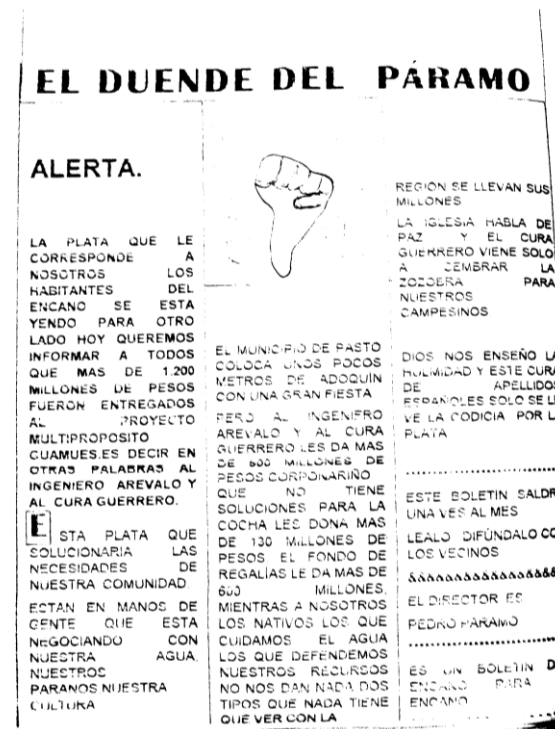 EL DUENDE DEL PÁRAMO
ALERTA.
LA PLATA QUE LE
CORRESPONDE A
NOSOTROS LOS
HABITANTES DEL
ENCANO SE ESTA
YENDO PARA OTRO
LADO HOY QUEREMOS
INFORMAR A TODOS
QUE MAS DE 1.200
MILLONES DE PESOS
FUERON ENTREGADOS
AL PROYECTO
MULTIPROPOSITO
GUAMUES.ES DECIR EN
OTRAS PALABRAS AL
INGENIERO AREVALO Y
AL CURA GUERRERO.
E STA PLATA QUE
SOLUCIONARIA LAS
NECESIDADES DE
NUESTRA COMUNIDAD
ESTAN EN MANOS DE
GENTE QUE ESTA
NEGOCIANDO CON
NUESTRA AGUA,
NUESTROS
PARANOS NUESTRA
CULTURA
EL MUNICIPIO DE PASTO
COLOCA UNOS POCOS
METROS DE ADOQUIN
CON UNA GRAN FIESTA
PERO AL INGENIERO
AREVALO Y AL CURA
GUERRERO LES DA MAS
DE 600 MILLONES DE
PESOS CORPONARIÑO
QUE NO TIENE
SOLUCIONES PARA LA
COCHA LES DONA MAS
DE 130 MILLONES DE
PESOS EL FONDO DE
REGALÍAS LE DA MAS DE
600 MILLONES,
MIENTRAS A NOSOTROS
LOS NATIVOS LOS QUE
CUIDAMOS EL AGUA
LOS QUE DEFENDEMOS
NUESTROS RECURSOS
NO NOS DAN NADA DOS
TIPOS QUE NADA TIENE
QUE VER CON LA
REGION SE LLEVAN SUS
MILLONES
LA IGLESIA HABLA DE
PAZ Y EL CURA
GUERRERO VIENE SOLO
A SEMBRAR LA
ZOZOBRA PARA
NUESTROS
CAMPESINOS
DIOS NOS ENSEÑO LA
HUMILDAD Y ESTE CURA
DE APELLIDOS
ESPAÑOLES SOLO SE LE
VE LA CODICIA POR L
PLATA
ESTE BOLETIN SALDR
UNA VES AL MES
LEALO DIFÚNDALO CO
LOS VECINOS
&&&&&&&&&&&&&&&&
EL DIRECTOR ES
PEDRO PARAMO
ES UN BOLETIN D
ENCANO PARA
ENCANO